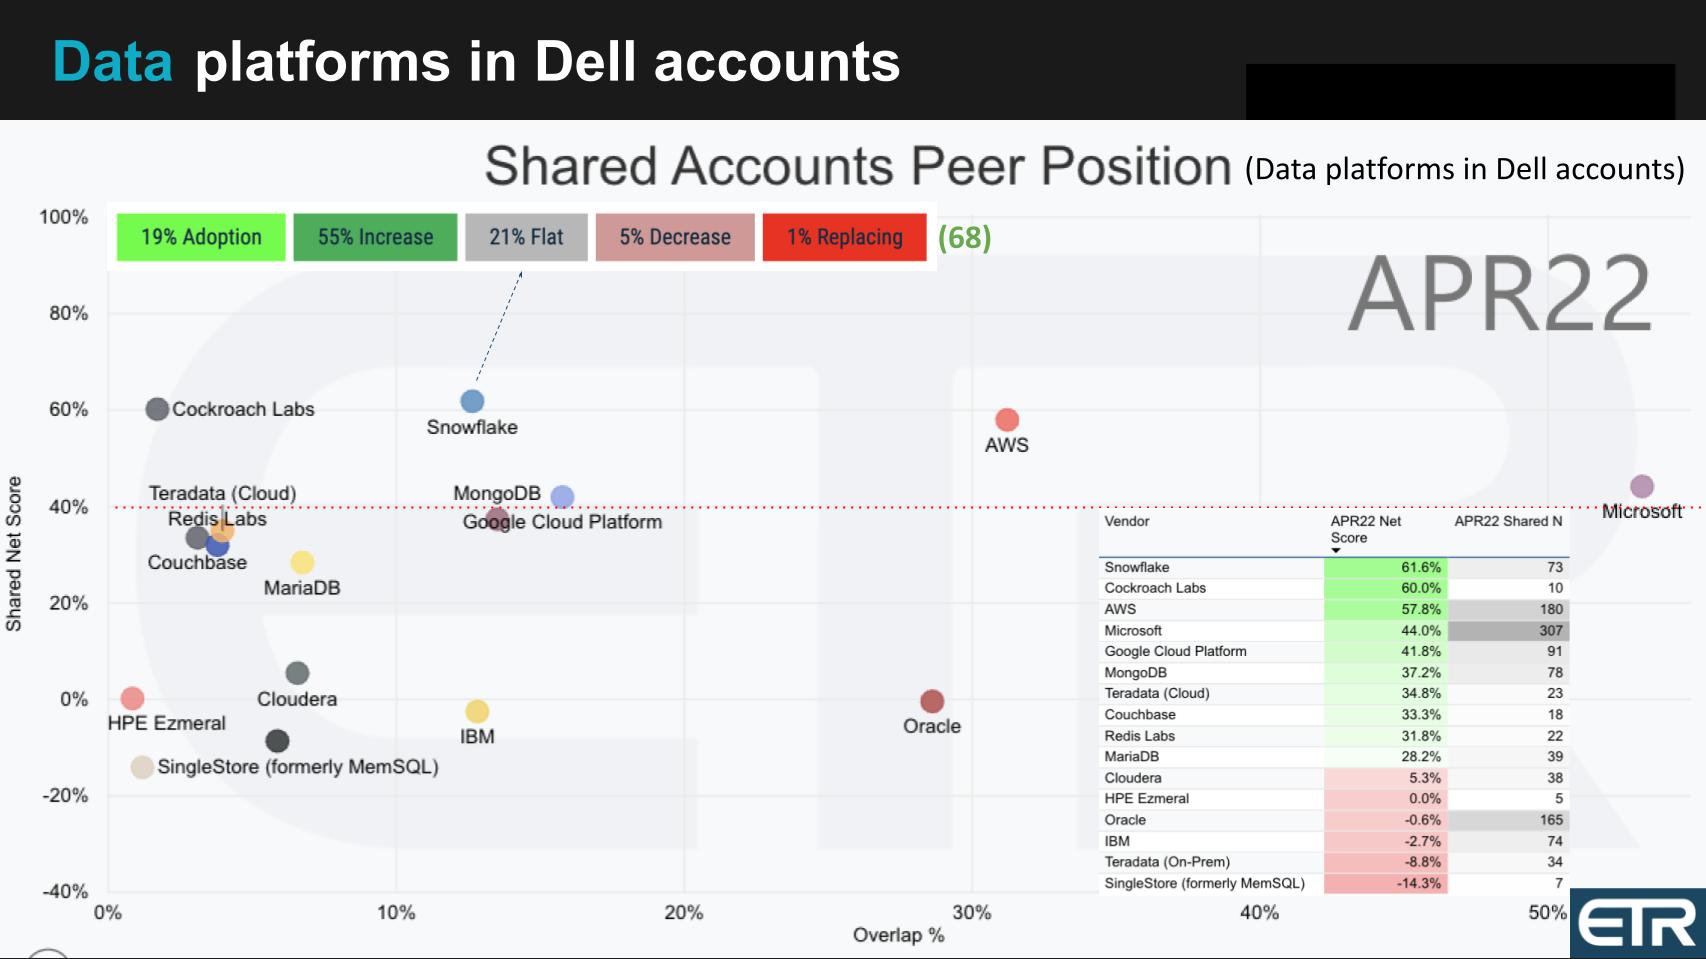 Data platforms in Dell accounts
Shared Accounts Peer Position (Data platforms in Dell accounts)
100%
19% Adoption
55% Increase
21% Flat
5% Decrease
1% Replacing
(68)
APR22
80%
60%
Cockroach Labs
Snowflake
AWS
40%
Teradata (Cloud)
Redis Labs
Couchbase
MariaDB
MongoDB
Google Cloud Platform
Microsoft
20%
Cloudera
0%
HPE Ezmeral
IBM
Oracle
SingleStore (formerly MemSQL)
-20%
-40%
Shared Net Score
0%
10%
20%
30%
40%
50%
Overlap %
Vendor APR22 Net Score APR22 Shared N
Snowflake 61.6% 73
Cockroach Labs 60.0% 10
AWS 57.8% 180
Microsoft 44.0% 307
Google Cloud Platform 41.8% 91
MongoDB 37.2% 78
Teradata (Cloud) 34.8% 23
Couchbase 33.3% 18
Redis Labs 31.8% 22
MariaDB 28.2% 39
Cloudera 5.3% 38
HPE Ezmeral 0.0% 5
Oracle -0.6% 165
IBM -2.7% 74
Teradata (On-Prem) -8.8% 34
SingleStore (formerly MemSQL) -14.3% 7
ETR